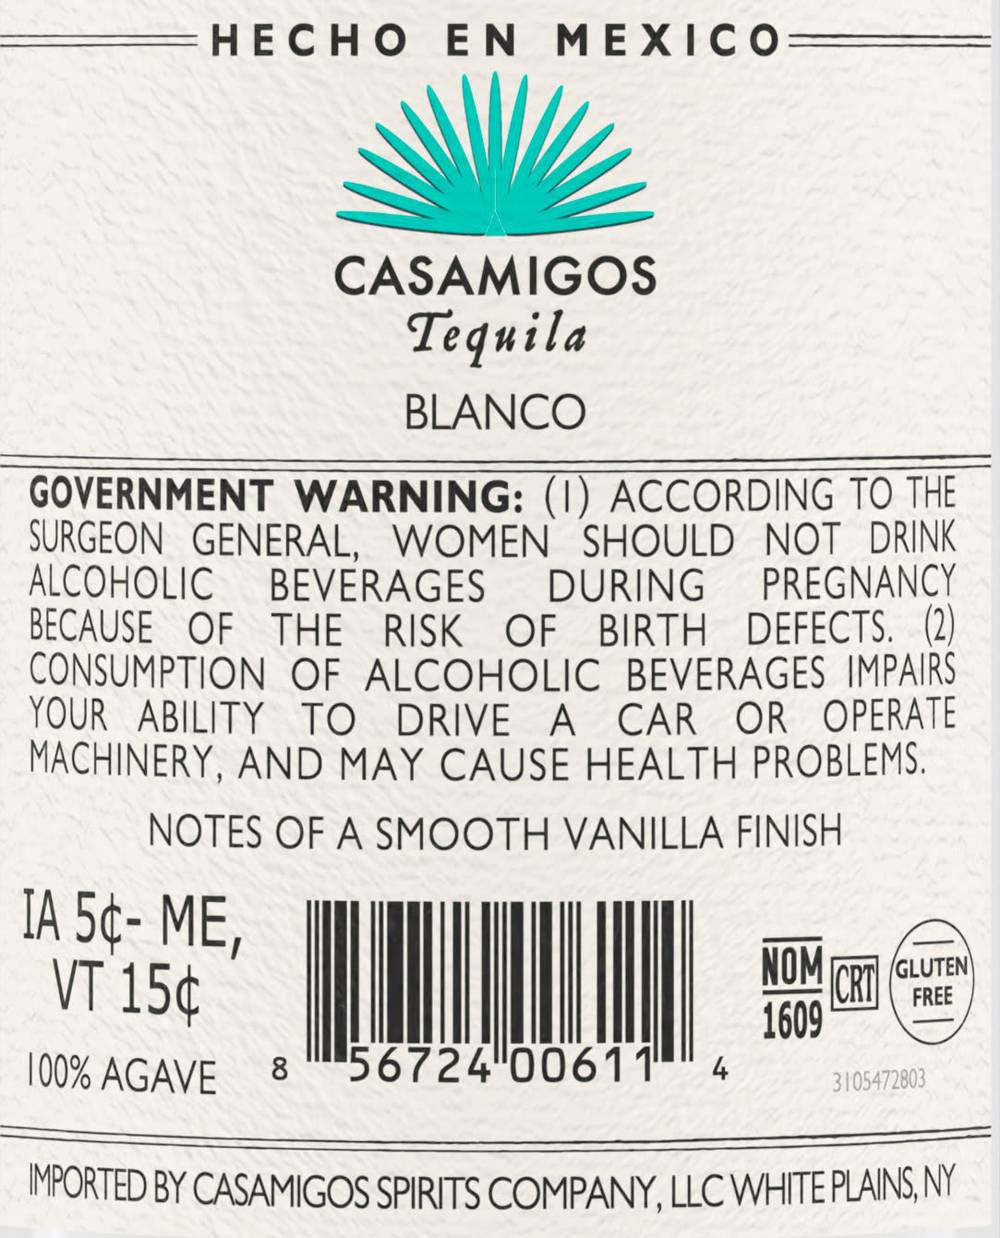 HECHO EN MEXICO
CASAMIGOS
Tequila
BLANCO
GOVERNMENT WARNING: (1) ACCORDING TO THE
SURGEON GENERAL, WOMEN SHOULD NOT DRINK
ALCOHOLIC BEVERAGES DURING PREGNANCY
BECAUSE OF THE RISK OF BIRTH DEFECTS. (2)
CONSUMPTION OF ALCOHOLIC BEVERAGES IMPAIRS
YOUR ABILITY TO DRIVE A CAR OR OPERATE
MACHINERY, AND MAY CAUSE HEALTH PROBLEMS.
NOTES OF A SMOOTH VANILLA FINISH
IA 5¢- ME,
VT 15¢
100% AGAVE
8 56724 00611 4
NOM
1609
CRT
GLUTEN
FREE
3105472803
IMPORTED BY CASAMIGOS SPIRITS COMPANY, LLC WHITE PLAINS, NY